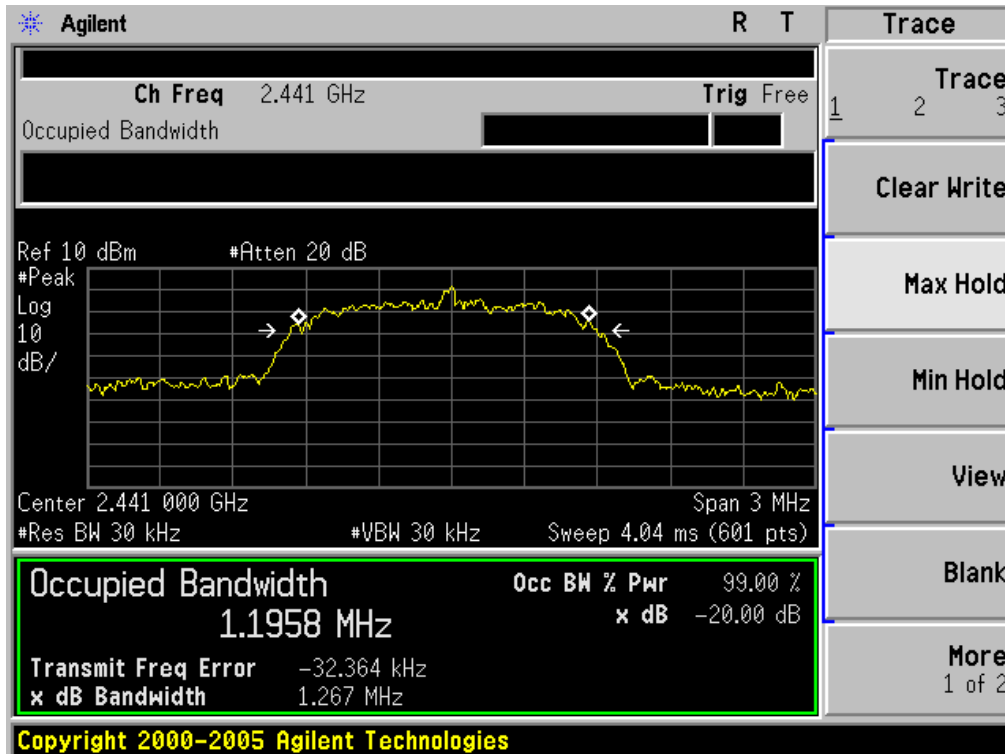 Agilent R T Trace
Ch Freq 2.441 GHz Trig Free
Occupied Bandwidth
Trace
1 2 3
Clear Write
Max Hold
Min Hold
View
Blank
More
1 of 2
Ref 10 dBm #Atten 20 dB
#Peak
Log
10
dB/
Center 2.441 000 GHz Span 3 MHz
#Res BW 30 kHz #VBW 30 kHz Sweep 4.04 ms (601 pts)
Occupied Bandwidth Occ BW % Pwr 99.00 %
1.1958 MHz x dB -20.00 dB
Transmit Freq Error -32.364 kHz
x dB Bandwidth 1.267 MHz
Copyright 2000-2005 Agilent Technologies